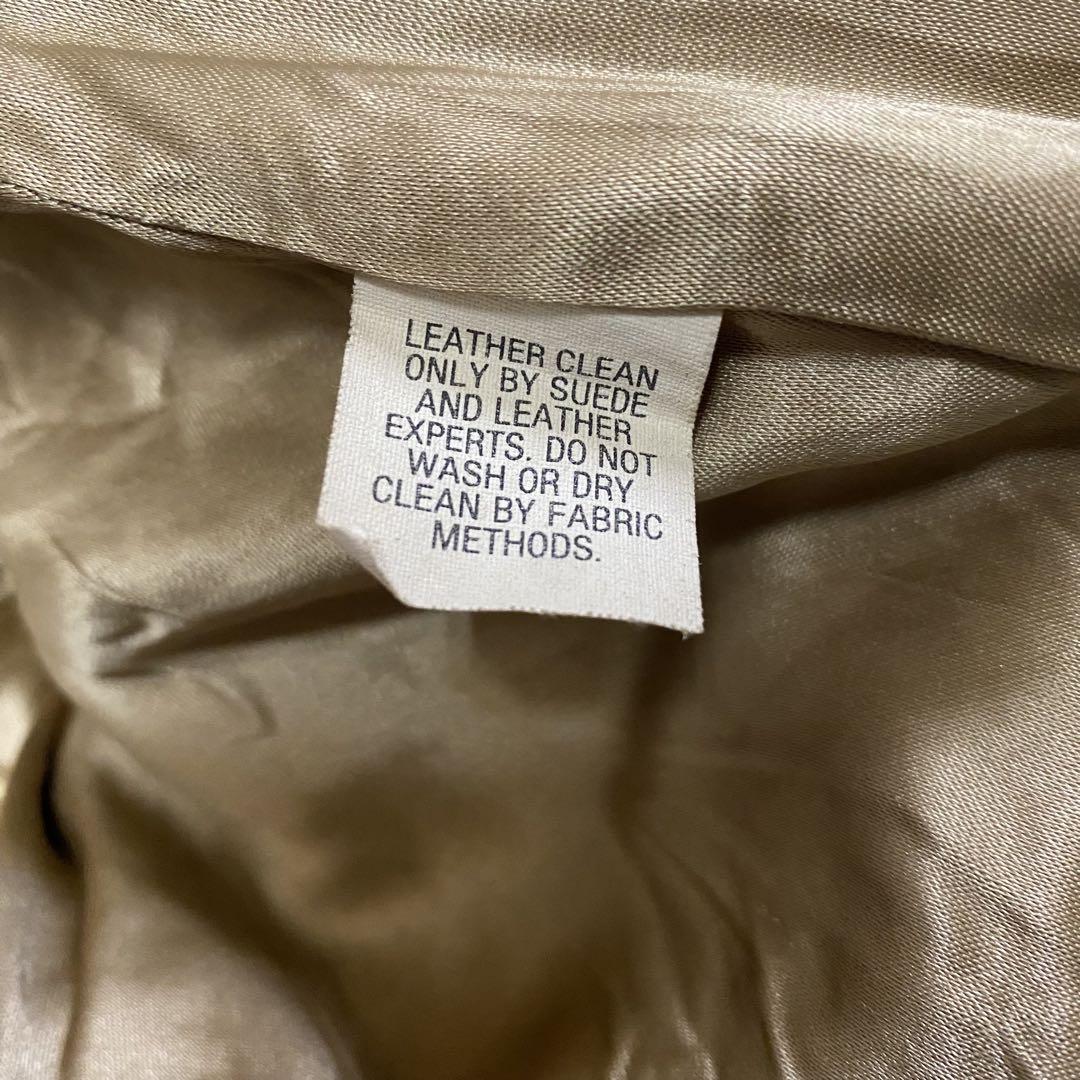 LEATHER CLEAN
ONLY BY SUEDE
AND LEATHER
EXPERTS. DO NOT
WASH OR DRY
CLEAN BY FABRIC
METHODS.